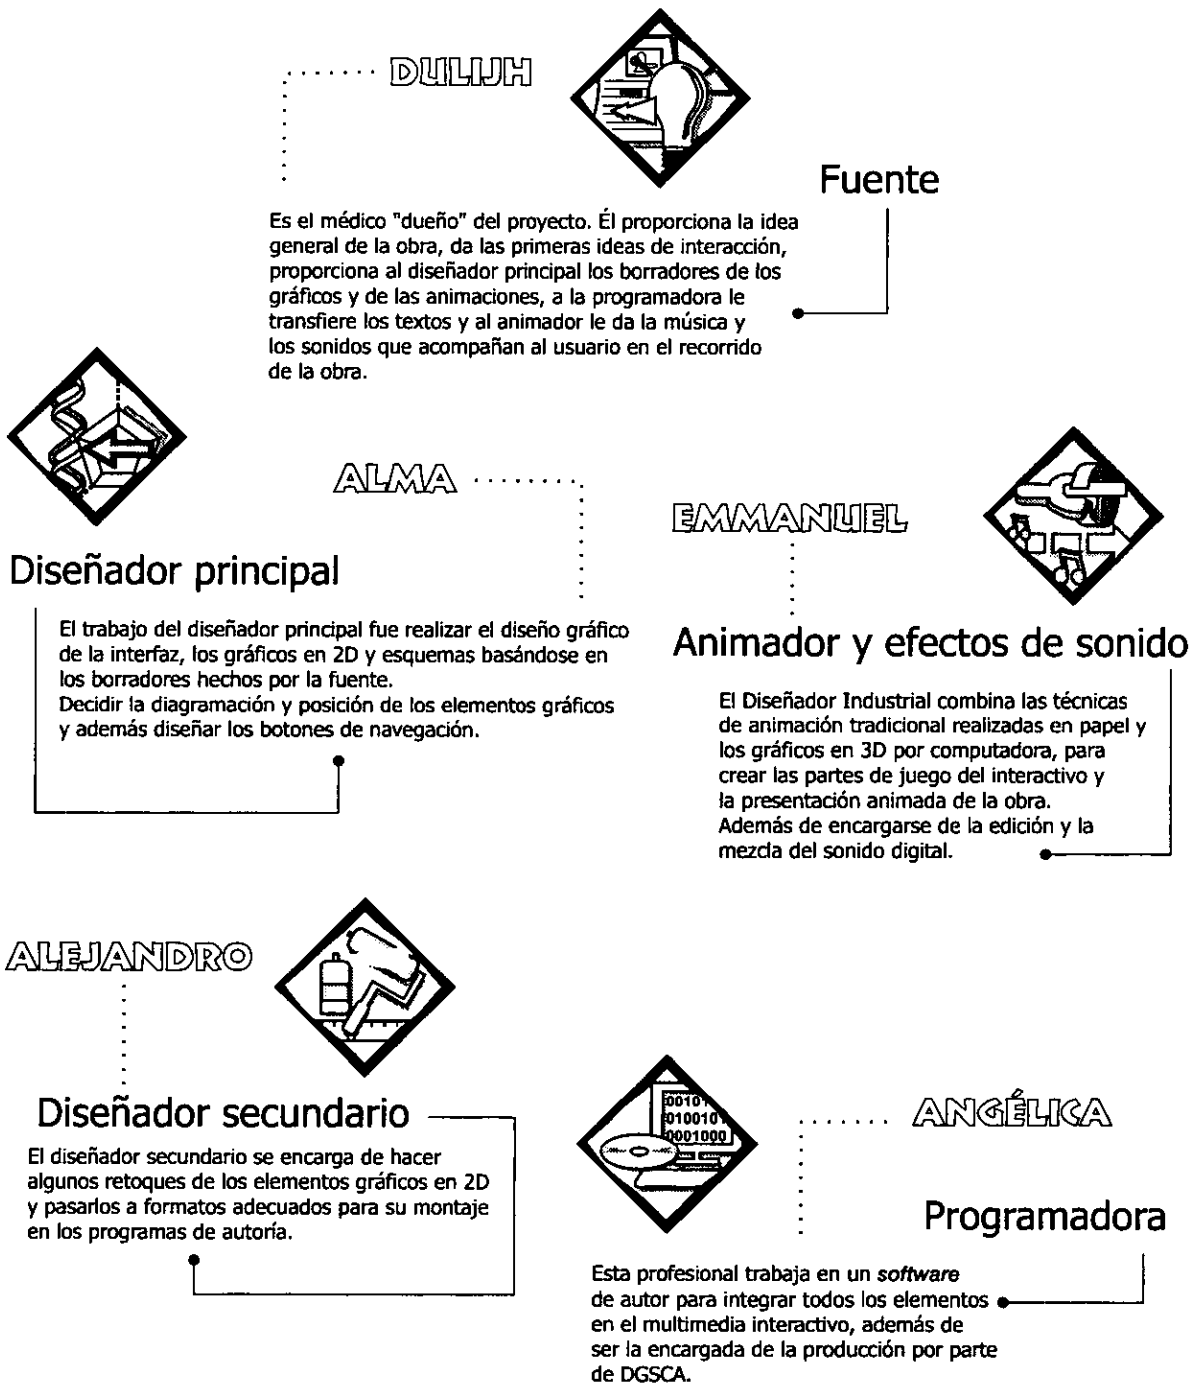 DULIJH
Fuente
Es el médico "dueño" del proyecto. Él proporciona la idea
general de la obra, da las primeras ideas de interacción,
proporciona al diseñador principal los borradores de los
gráficos y de las animaciones, a la programadora le
transfiere los textos y al animador le da la música y
los sonidos que acompañan al usuario en el recorrido
de la obra.
ALMA
Diseñador principal
El trabajo del diseñador principal fue realizar el diseño gráfico
de la interfaz, los gráficos en 2D y esquemas basándose en
los borradores hechos por la fuente.
Decidir la diagramación y posición de los elementos gráficos
y además diseñar los botones de navegación.
EMMANUEL
Animador y efectos de sonido
El Diseñador Industrial combina las técnicas
de animación tradicional realizadas en papel y
los gráficos en 3D por computadora, para
crear las partes de juego del interactivo y
la presentación animada de la obra.
Además de encargarse de la edición y la
mezcla del sonido digital.
ALEJANDRO
Diseñador secundario
El diseñador secundario se encarga de hacer
algunos retoques de los elementos gráficos en 2D
y pasarlos a formatos adecuados para su montaje
en los programas de autoría.
00101
010010
0001000
ANGÉLICA
Programadora
Esta profesional trabaja en un software
de autor para integrar todos los elementos
en el multimedia interactivo, además de
ser la encargada de la producción por parte
de DGSCA.